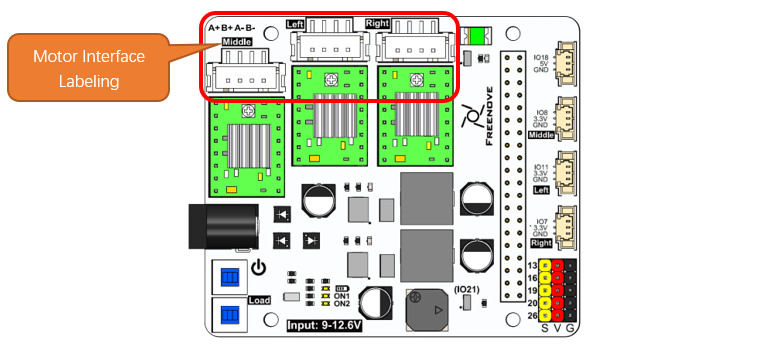 Motor Interface
Labeling
A+B+A-B-
Middle
Left
Right
FREENOVE
IO18
5V
GND
IO8
3.3V
GND
Middle
IO11
3.3V
GND
Left
IO7
3.3V
GND
Right
13
16
19
20
26
S V G
Load
ON1
ON2
(IO21)
Input: 9-12.6V